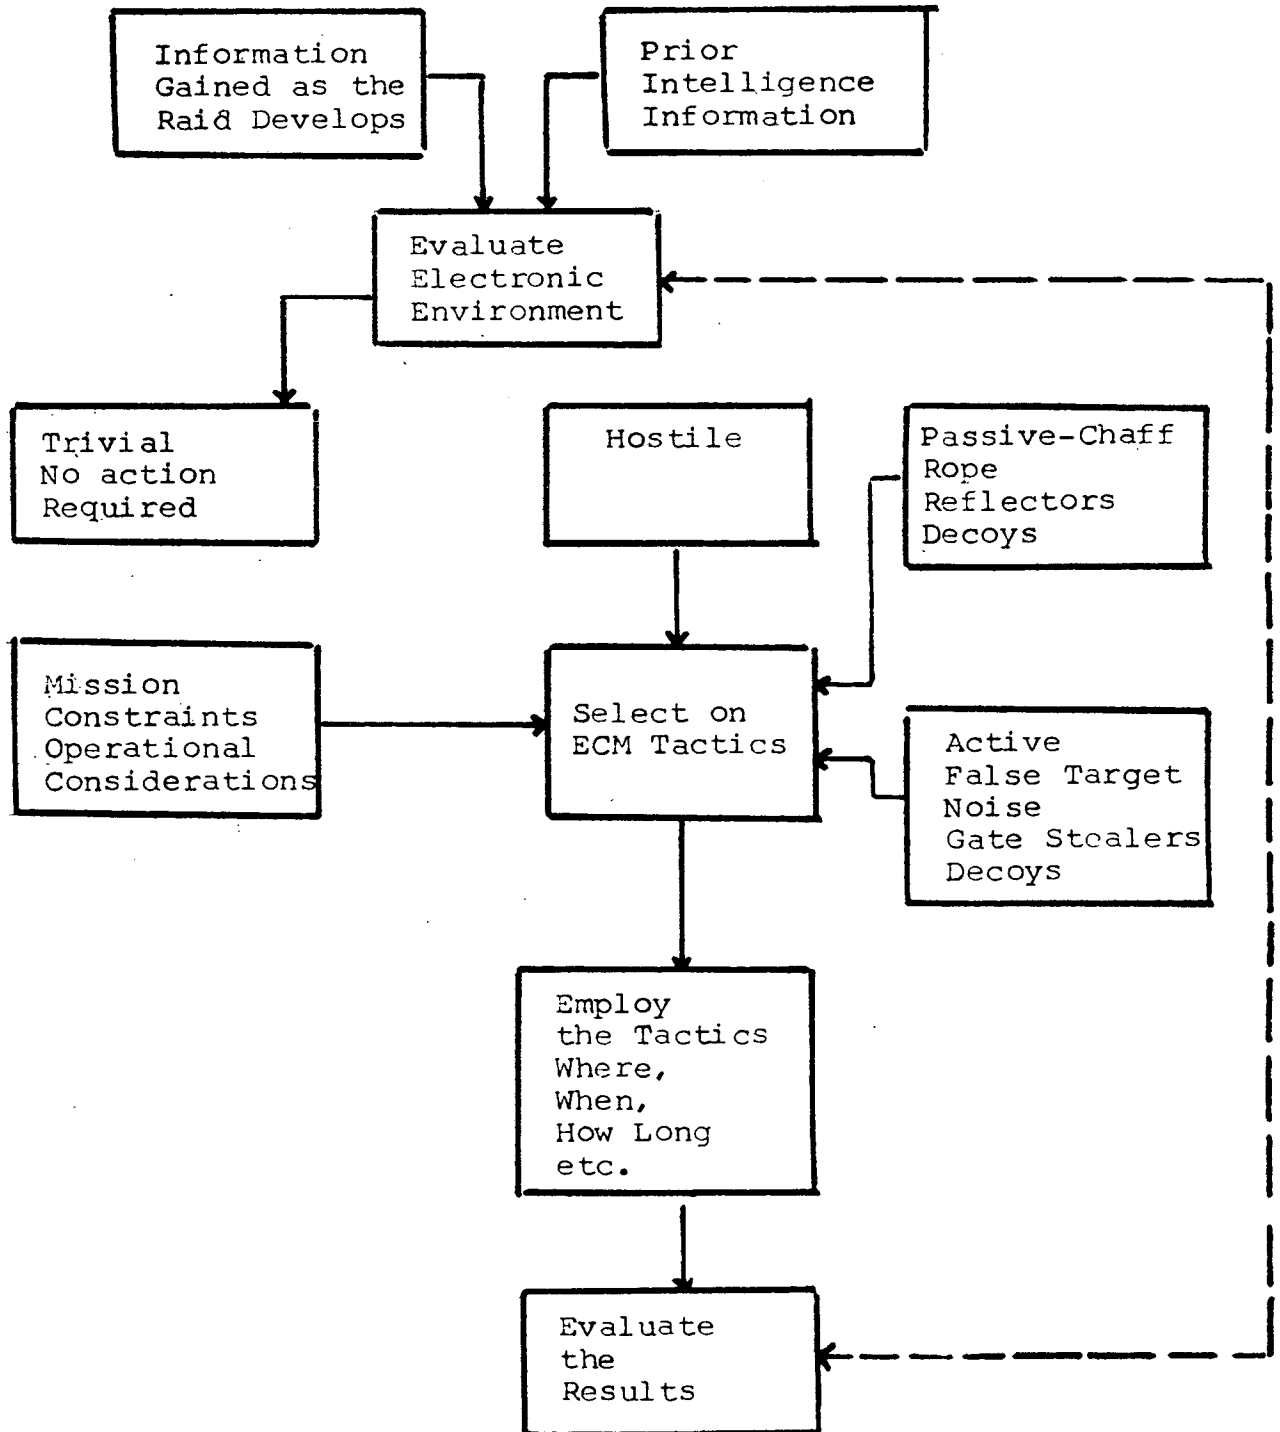 Information
Gained as the
Raid Develops
Prior
Intelligence
Information
Evaluate
Electronic
Environment
Trivial
No action
Required
Hostile
Passive-Chaff
Rope
Reflectors
Decoys
Mission
Constraints
Operational
Considerations
Select on
ECM Tactics
Active
False Target
Noise
Gate Stealers
Decoys
Employ
the Tactics
Where,
When,
How Long
etc.
Evaluate
the
Results